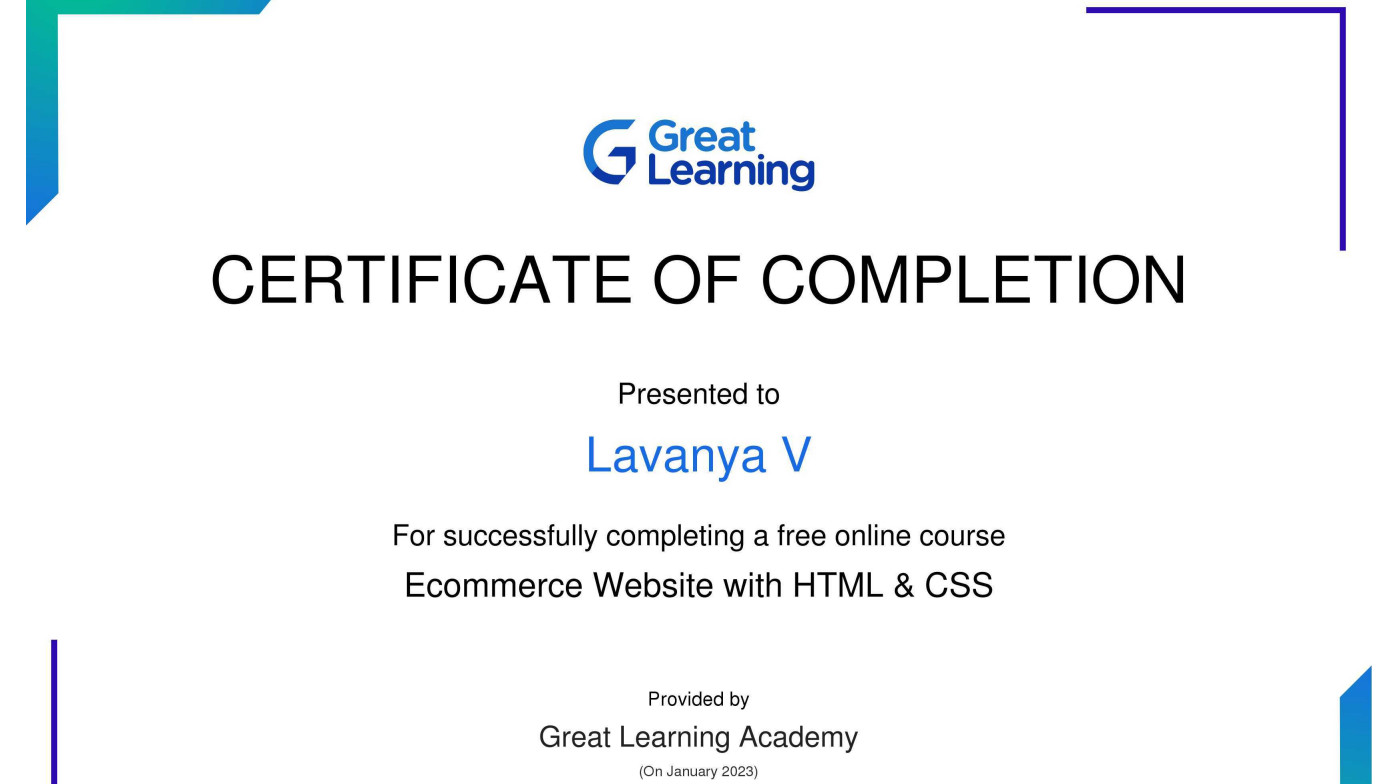 Great
Learning
CERTIFICATE OF COMPLETION
Presented to
Lavanya V
For successfully completing a free online course
Ecommerce Website with HTML & CSS
Provided by
Great Learning Academy
(On January 2023)